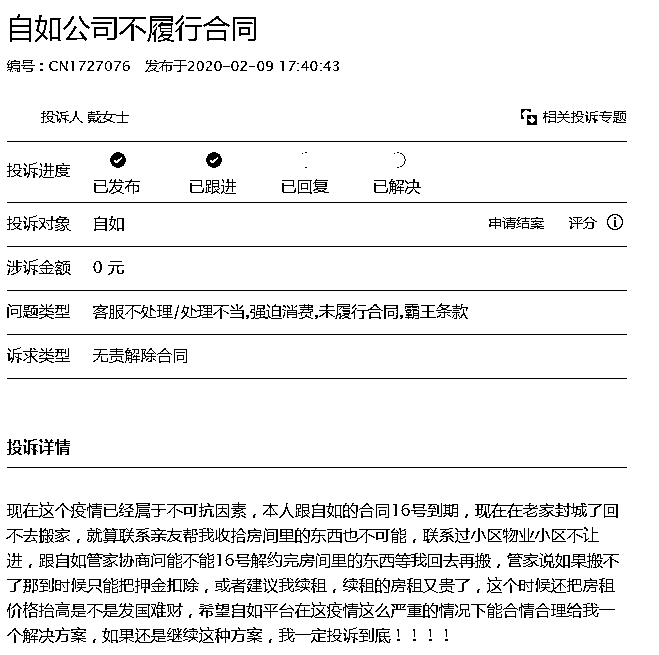 自如公司不履行合同
编号：CN1727076 发布于2020-02-09 17:40:43
投诉人 戴女士 相关投诉专题
投诉进度
已发布 已跟进 已回复 已解决
投诉对象 自如 申请结案 评分
涉诉金额 0 元
问题类型 客服不处理/处理不当,强迫消费,未履行合同,霸王条款
诉求类型 无责解除合同
投诉详情
现在这个疫情已经属于不可抗因素，本人跟自如的合同16号到期，现在在老家封城了回
不去搬家，就算联系亲友帮我收拾房间里的东西也不可能，联系过小区物业小区不让
进，跟自如管家协商问能不能16号解约完房间里的东西等我回去再搬，管家说如果搬不
了那到时候只能把押金扣除，或者建议我续租，续租的房租又贵了，这个时候还把房租
价格抬高是不是发国难财，希望自如平台在这疫情这么严重的情况下能合情合理给我一
个解决方案，如果还是继续这种方案，我一定投诉到底！！！！